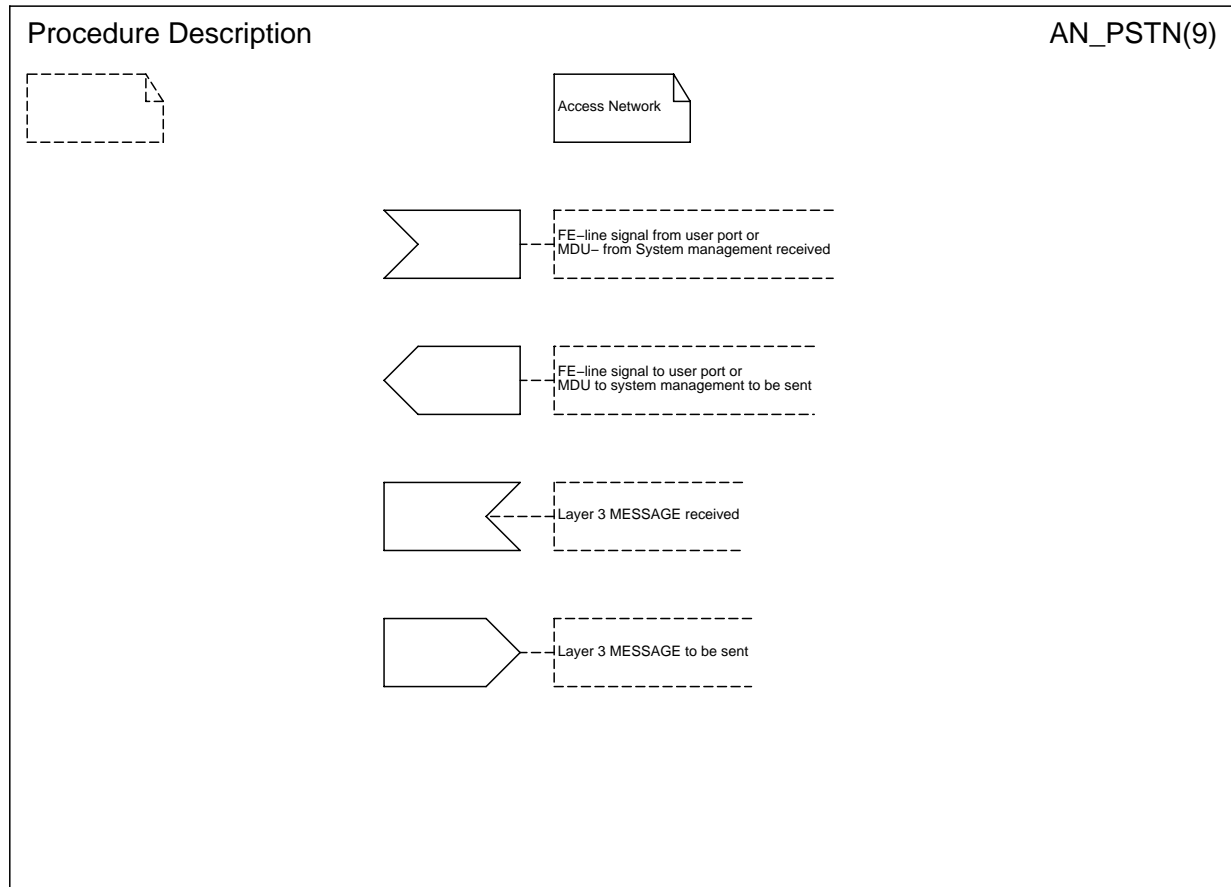 Procedure Description
AN_PSTN(9)
Access Network
FE−line signal from user port or
MDU− from System management received
FE−line signal to user port or
MDU to system management to be sent
Layer 3 MESSAGE received
Layer 3 MESSAGE to be sent